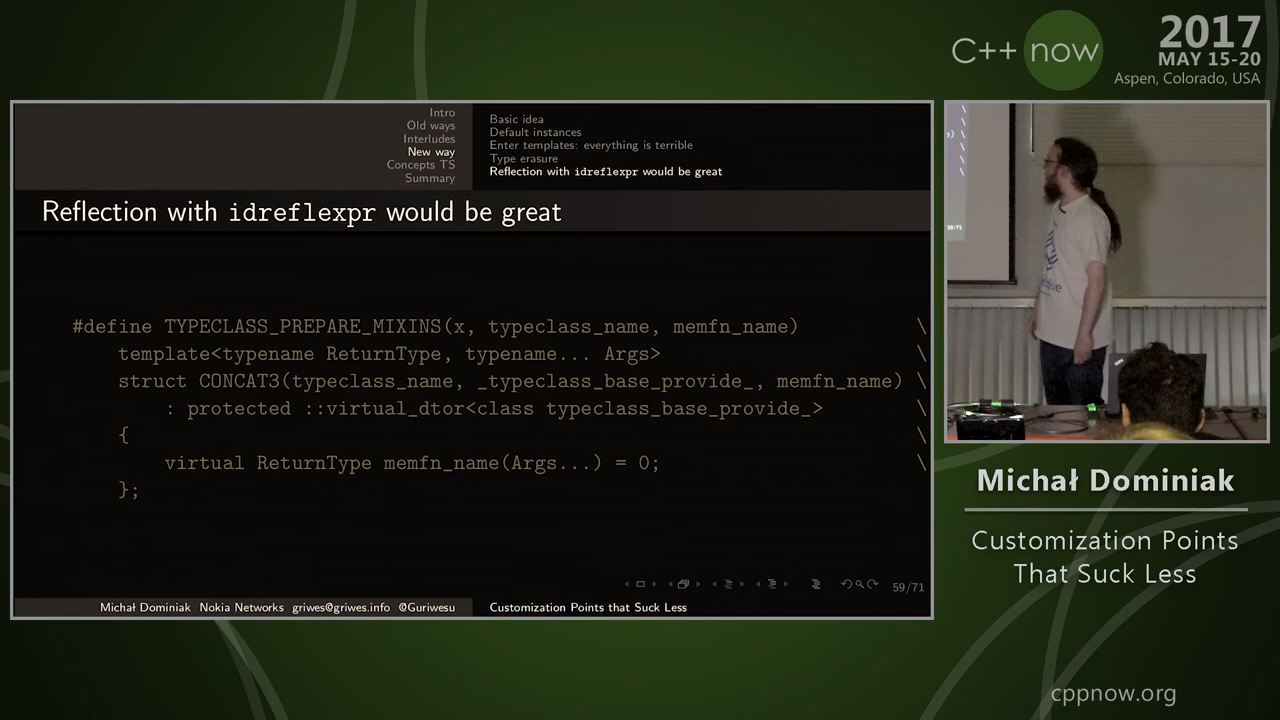 C++ now
2017
MAY 15-20
Aspen, Colorado, USA
Intro
Old ways
Interludes
New way
Concepts TS
Summary
Basic idea
Default instances
Enter templates: everything is terrible
Type erasure
Reflection with idreflexpr would be great
Reflection with idreflexpr would be great
#define TYPECLASS_PREPARE_MIXINS(x, typeclass_name, memfn_name) \
template<typename ReturnType, typename... Args> \
struct CONCAT3(typeclass_name, _typeclass_base_provide_, memfn_name) \
: protected ::virtual_dtor<class typeclass_base_provide_> \
{ \
virtual ReturnType memfn_name(Args...) = 0; \
};
59/71
Michał Dominiak Nokia Networks griwes@griwes.info @Guriwesu
Customization Points that Suck Less
59/71
Michał Dominiak
Customization Points
That Suck Less
cppnow.org